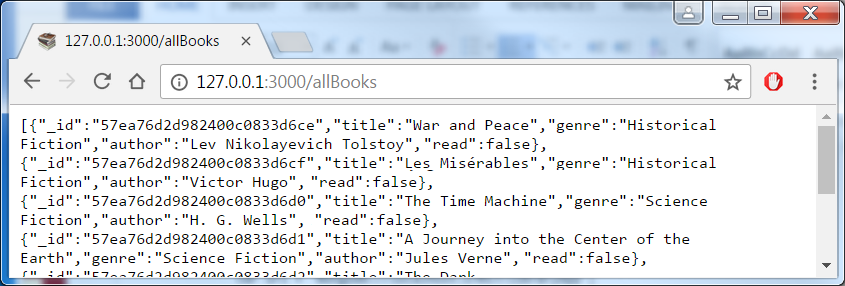 127.0.0.1:3000/allBooks
127.0.0.1:3000/allBooks
[{"_id":"57ea76d2d982400c0833d6ce","title":"War and Peace","genre":"Historical
Fiction","author":"Lev Nikolayevich Tolstoy","read":false},
{"_id":"57ea76d2d982400c0833d6cf","title":"Les Misérables","genre":"Historical
Fiction","author":"Victor Hugo", "read":false},
{"_id":"57ea76d2d982400c0833d6d0","title":"The Time Machine","genre":"Science
Fiction","author":"H. G. Wells", "read":false},
{"_id":"57ea76d2d982400c0833d6d1","title":"A Journey into the Center of the
Earth","genre":"Science Fiction","author":"Jules Verne","read":false},
{"_id":"57ea76d2d982400c0833d6d2","title":"The Dark